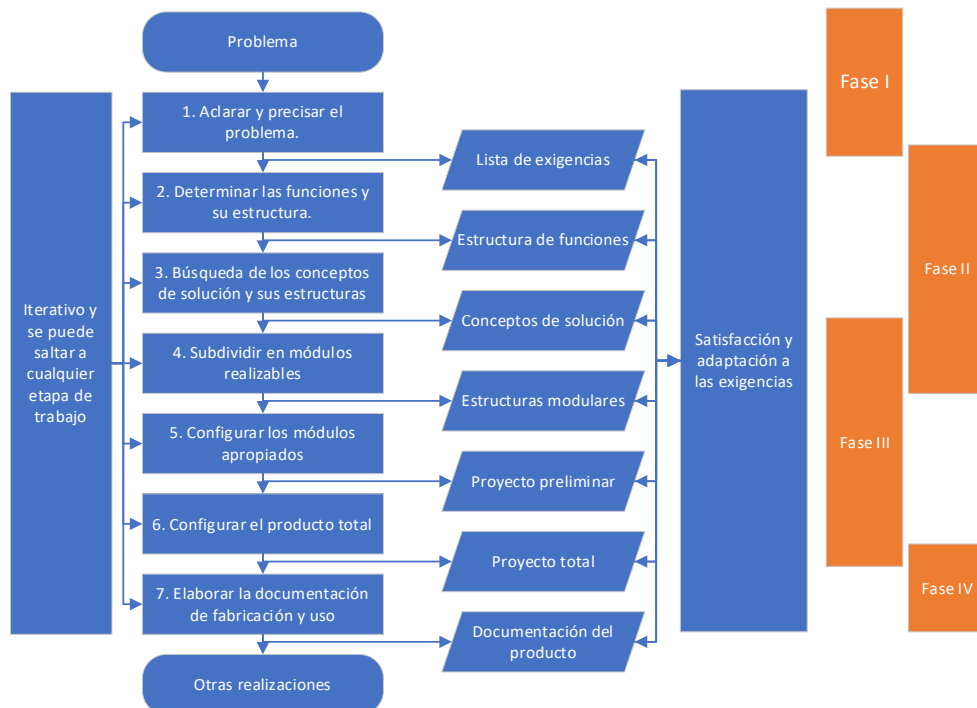 Problema
Fase I
1. Aclarar y precisar el
problema.
Lista de exigencias
2. Determinar las funciones y
su estructura.
Estructura de funciones
Fase II
3. Búsqueda de los conceptos
de solución y sus estructuras
Iterativo y
se puede
saltar a
cualquier
etapa de
trabajo
Conceptos de solución
Satisfacción y
adaptación a
las exigencias
4. Subdividir en módulos
realizables
Estructuras modulares
5. Configurar los módulos
apropiados
Fase III
Proyecto preliminar
6. Configurar el producto total
Proyecto total
7. Elaborar la documentación
de fabricación y uso
Fase IV
Documentación del
producto
Otras realizaciones